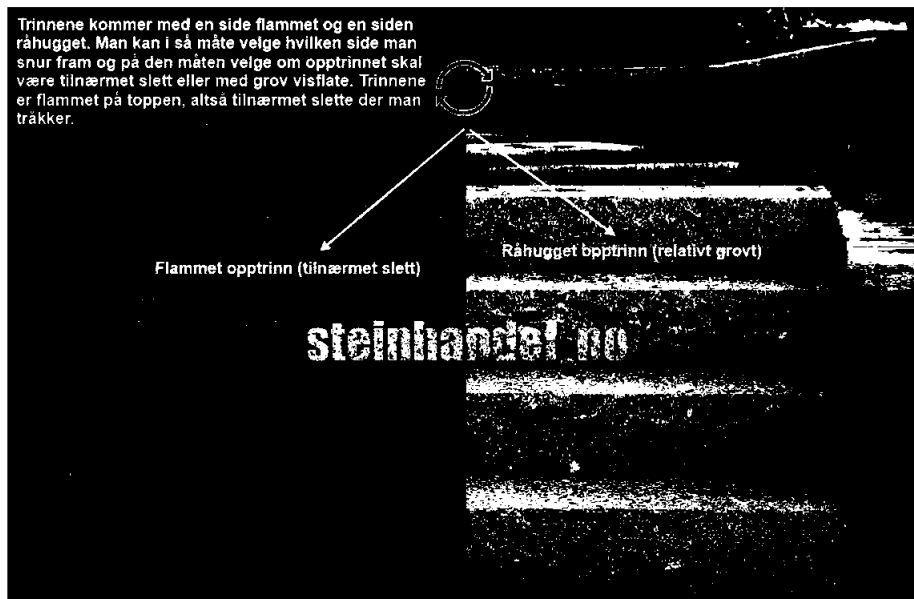 Trinnene kommer med en side flammet og en siden
råhugget. Man kan i så måte velge hvilken side man
snur fram og på den måten velge om opptrinnet skal
være tilnærmet slett eller med grov visflate. Trinnene
er flammet på toppen, altså tilnærmet slette der man
tråkker.
Råhugget opptrinn (relativt grovt)
Flammet opptrinn (tilnærmet slett)
steinhandel no